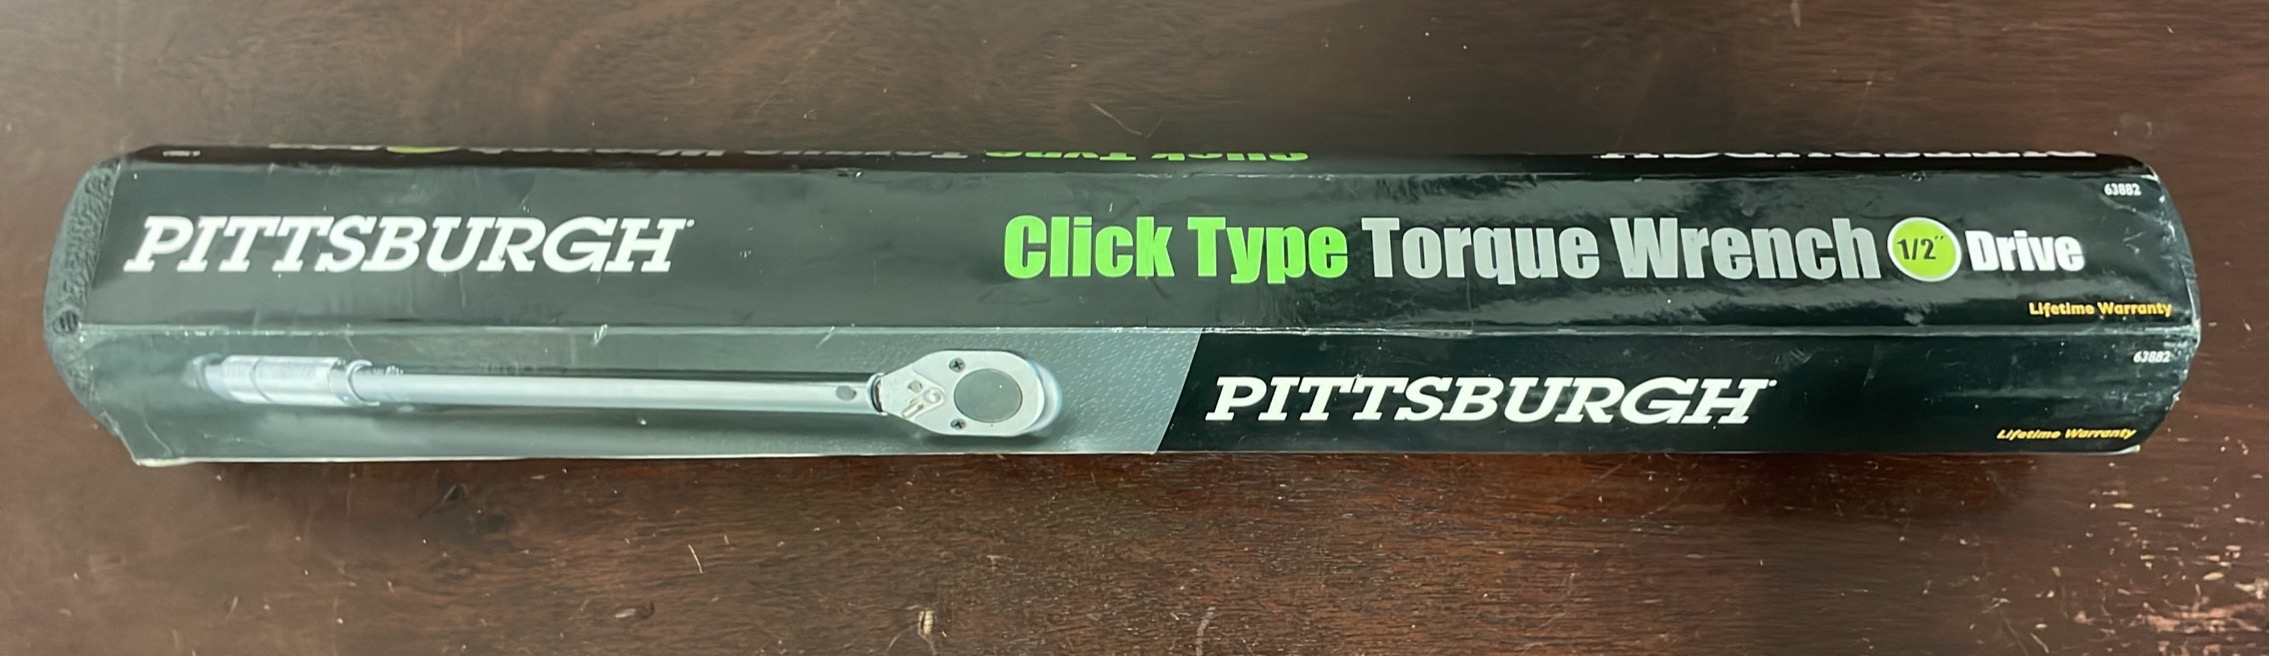 PITTSBURGH
Click Type Torque Wrench 1/2" Drive
63882
Lifetime Warranty
PITTSBURGH
63882
Lifetime Warranty